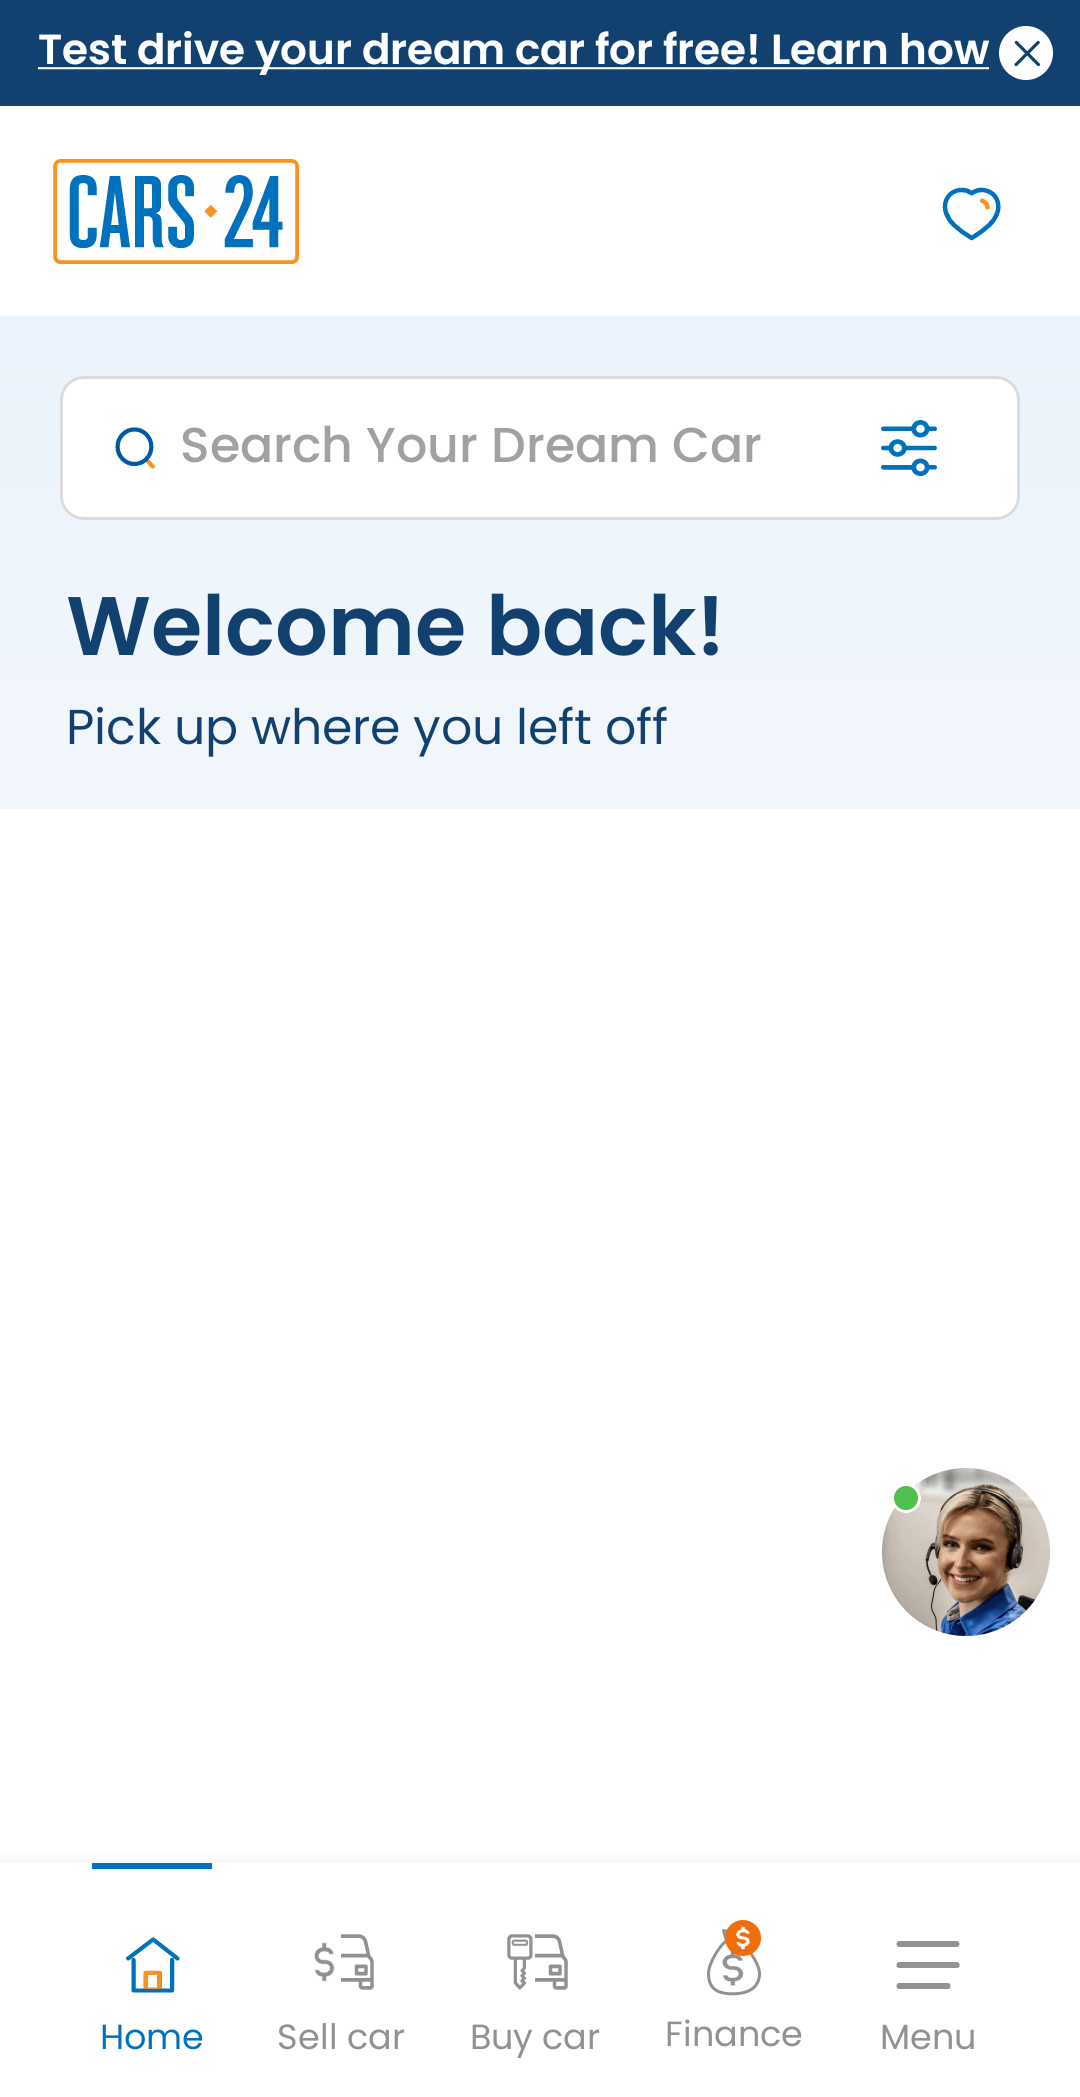 Test drive your dream car for free! Learn how
CARS 24
Search Your Dream Car
Welcome back!
Pick up where you left off
Home
Sell car
Buy car
Finance
Menu